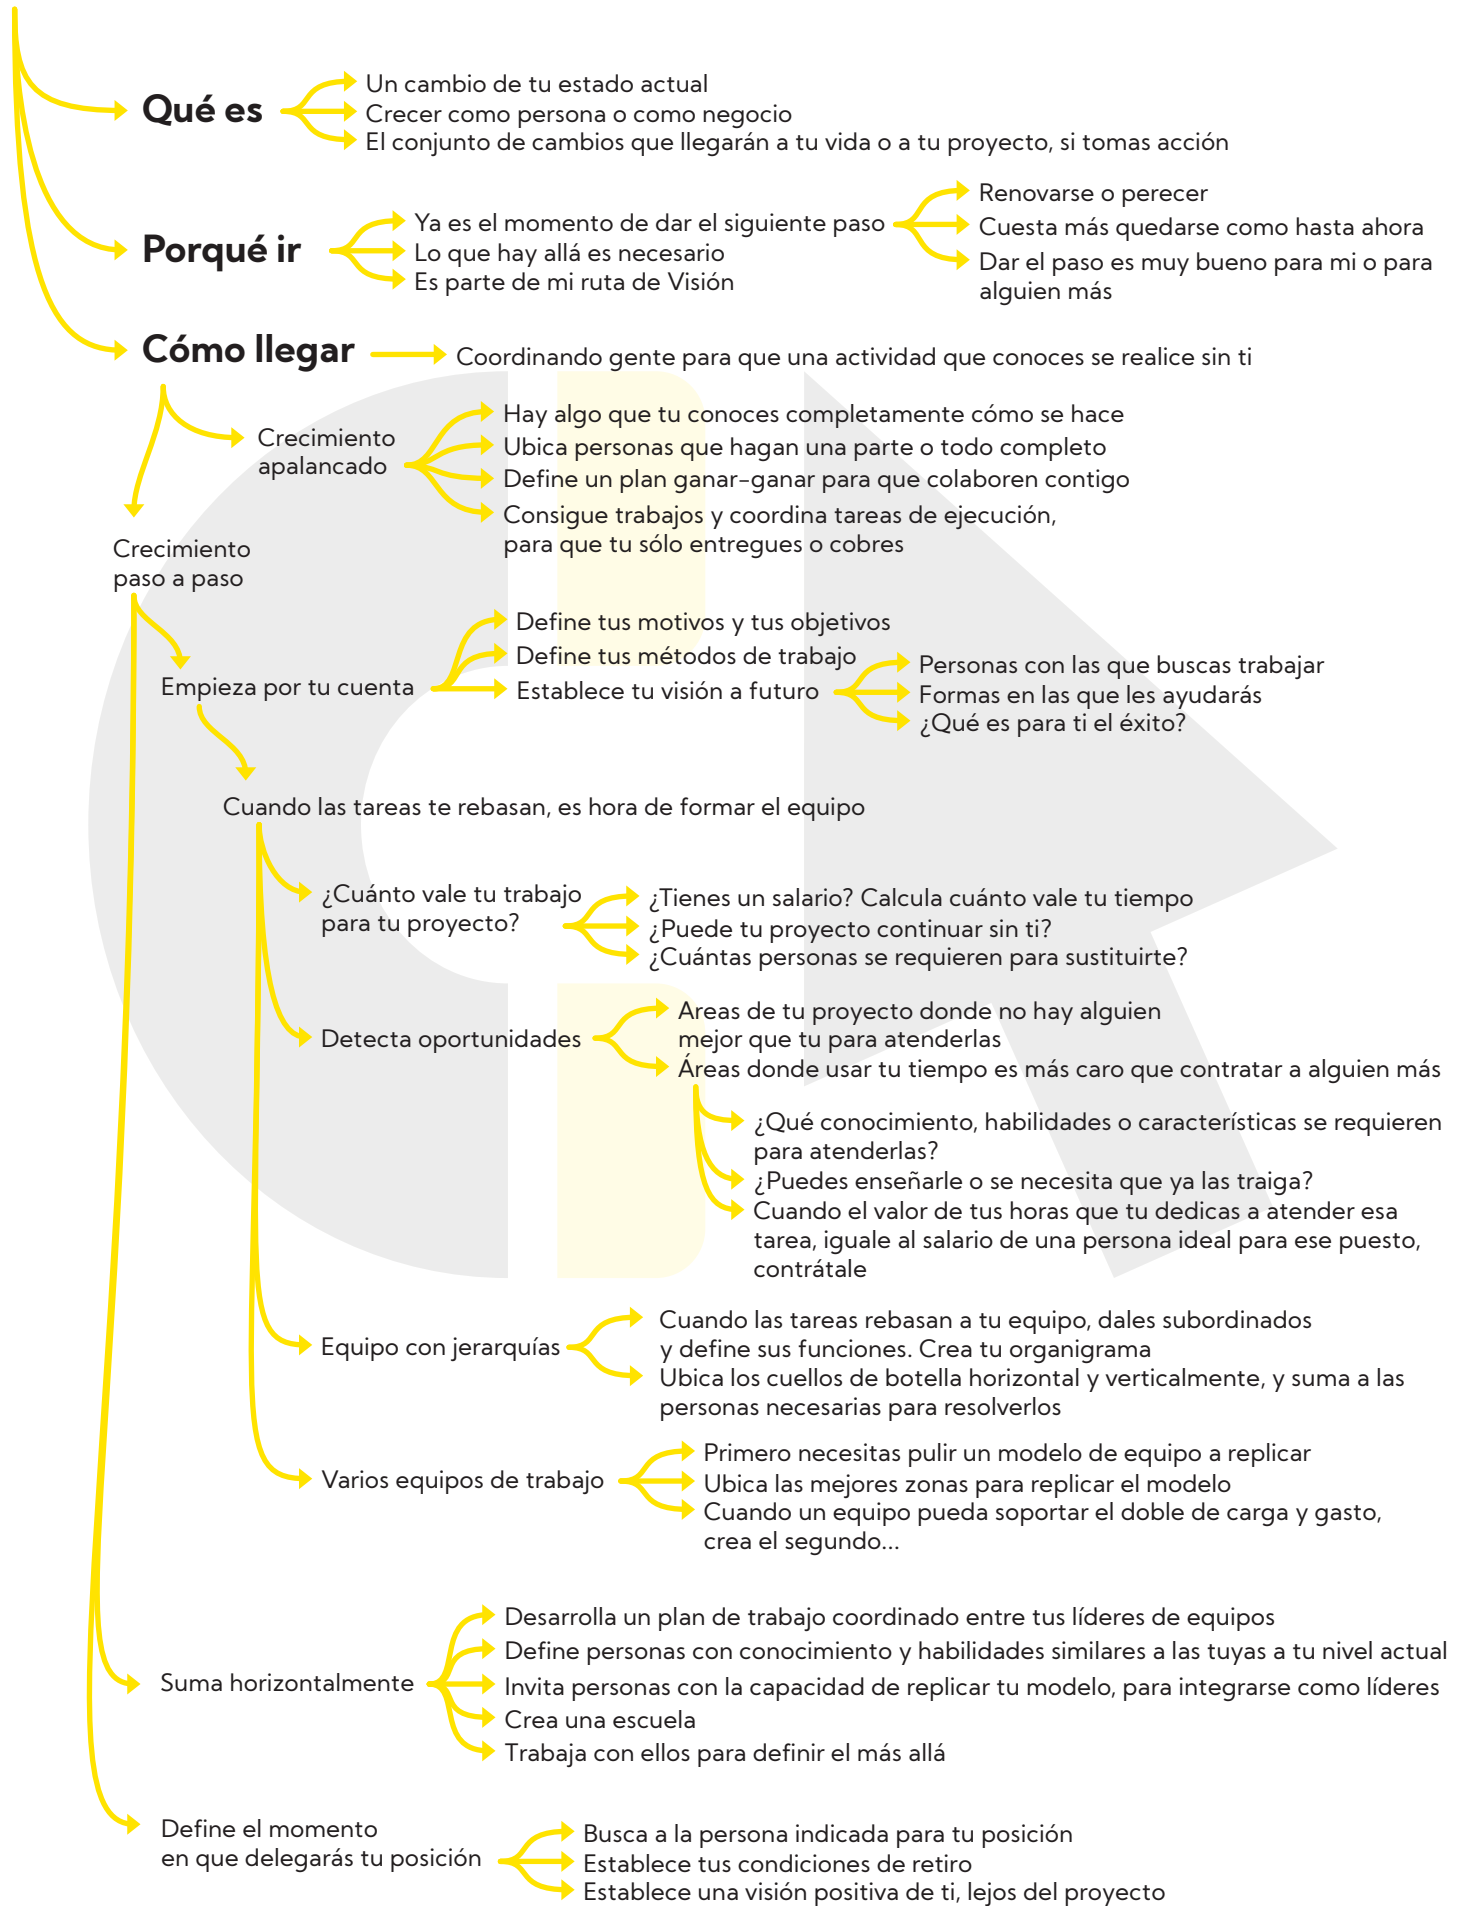 Qué es
Un cambio de tu estado actual
Crecer como persona o como negocio
El conjunto de cambios que llegarán a tu vida o a tu proyecto, si tomas acción
Porqué ir
Ya es el momento de dar el siguiente paso
Lo que hay allá es necesario
Es parte de mi ruta de Visión
Renovarse o perecer
Cuesta más quedarse como hasta ahora
Dar el paso es muy bueno para mi o para
alguien más
Cómo llegar
Coordinando gente para que una actividad que conoces se realice sin ti
Crecimiento
apalancado
Hay algo que tu conoces completamente cómo se hace
Ubica personas que hagan una parte o todo completo
Define un plan ganar-ganar para que colaboren contigo
Consigue trabajos y coordina tareas de ejecución,
para que tu sólo entregues o cobres
Crecimiento
paso a paso
Empieza por tu cuenta
Define tus motivos y tus objetivos
Define tus métodos de trabajo
Establece tu visión a futuro
Personas con las que buscas trabajar
Formas en las que les ayudarás
¿Qué es para ti el éxito?
Cuando las tareas te rebasan, es hora de formar el equipo
¿Cuánto vale tu trabajo
para tu proyecto?
¿Tienes un salario? Calcula cuánto vale tu tiempo
¿Puede tu proyecto continuar sin ti?
¿Cuántas personas se requieren para sustituirte?
Detecta oportunidades
Areas de tu proyecto donde no hay alguien
mejor que tu para atenderlas
Áreas donde usar tu tiempo es más caro que contratar a alguien más
¿Qué conocimiento, habilidades o características se requieren
para atenderlas?
¿Puedes enseñarle o se necesita que ya las traiga?
Cuando el valor de tus horas que tu dedicas a atender esa
tarea, iguale al salario de una persona ideal para ese puesto,
contrátale
Equipo con jerarquías
Cuando las tareas rebasan a tu equipo, dales subordinados
y define sus funciones. Crea tu organigrama
Ubica los cuellos de botella horizontal y verticalmente, y suma a las
personas necesarias para resolverlos
Varios equipos de trabajo
Primero necesitas pulir un modelo de equipo a replicar
Ubica las mejores zonas para replicar el modelo
Cuando un equipo pueda soportar el doble de carga y gasto,
crea el segundo...
Suma horizontalmente
Desarrolla un plan de trabajo coordinado entre tus líderes de equipos
Define personas con conocimiento y habilidades similares a las tuyas a tu nivel actual
Invita personas con la capacidad de replicar tu modelo, para integrarse como líderes
Crea una escuela
Trabaja con ellos para definir el más allá
Define el momento
en que delegarás tu posición
Busca a la persona indicada para tu posición
Establece tus condiciones de retiro
Establece una visión positiva de ti, lejos del proyecto